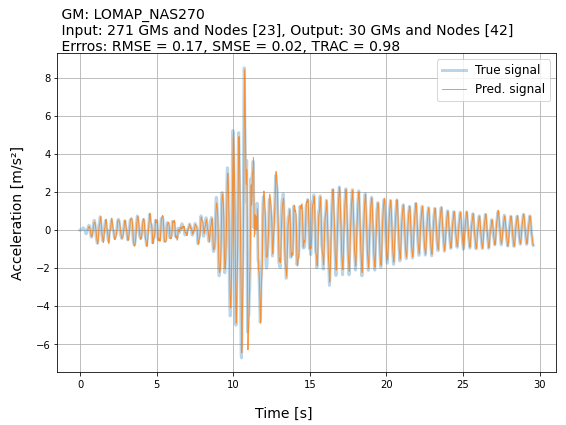 GM: LOMAP_NAS270
Input: 271 GMs and Nodes [23], Output: 30 GMs and Nodes [42]
Erros: RMSE = 0.17, SMSE = 0.02, TRAC = 0.98
True signal
Pred. signal
Acceleration [m/s²]
8
6
4
2
0
−2
−4
−6
0 5 10 15 20 25 30
Time [s]